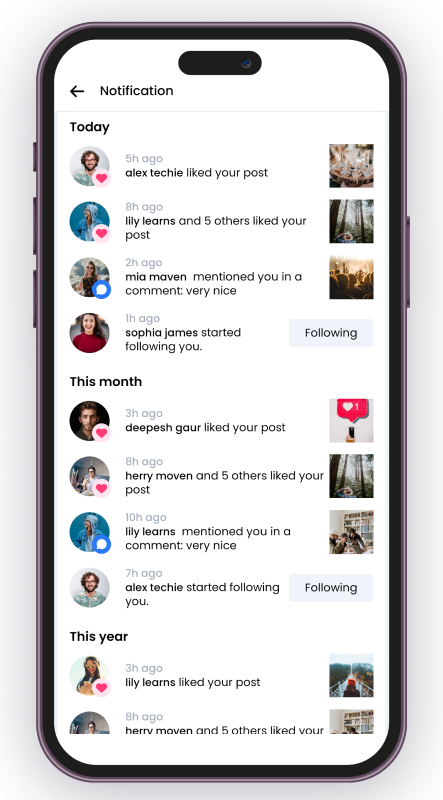 Notification
Today
5h ago
alex techie liked your post
8h ago
lily learns and 5 others liked your
post
2h ago
mia maven  mentioned you in a
comment: very nice
1h ago
sophia james started
following you.
Following
This month
3h ago
deepesh gaur liked your post
1
8h ago
herry moven and 5 others liked your
post
10h ago
lily learns  mentioned you in a
comment: very nice
7h ago
alex techie started following
you.
Following
This year
3h ago
lily learns liked your post
8h ago
herry moven and 5 others liked your